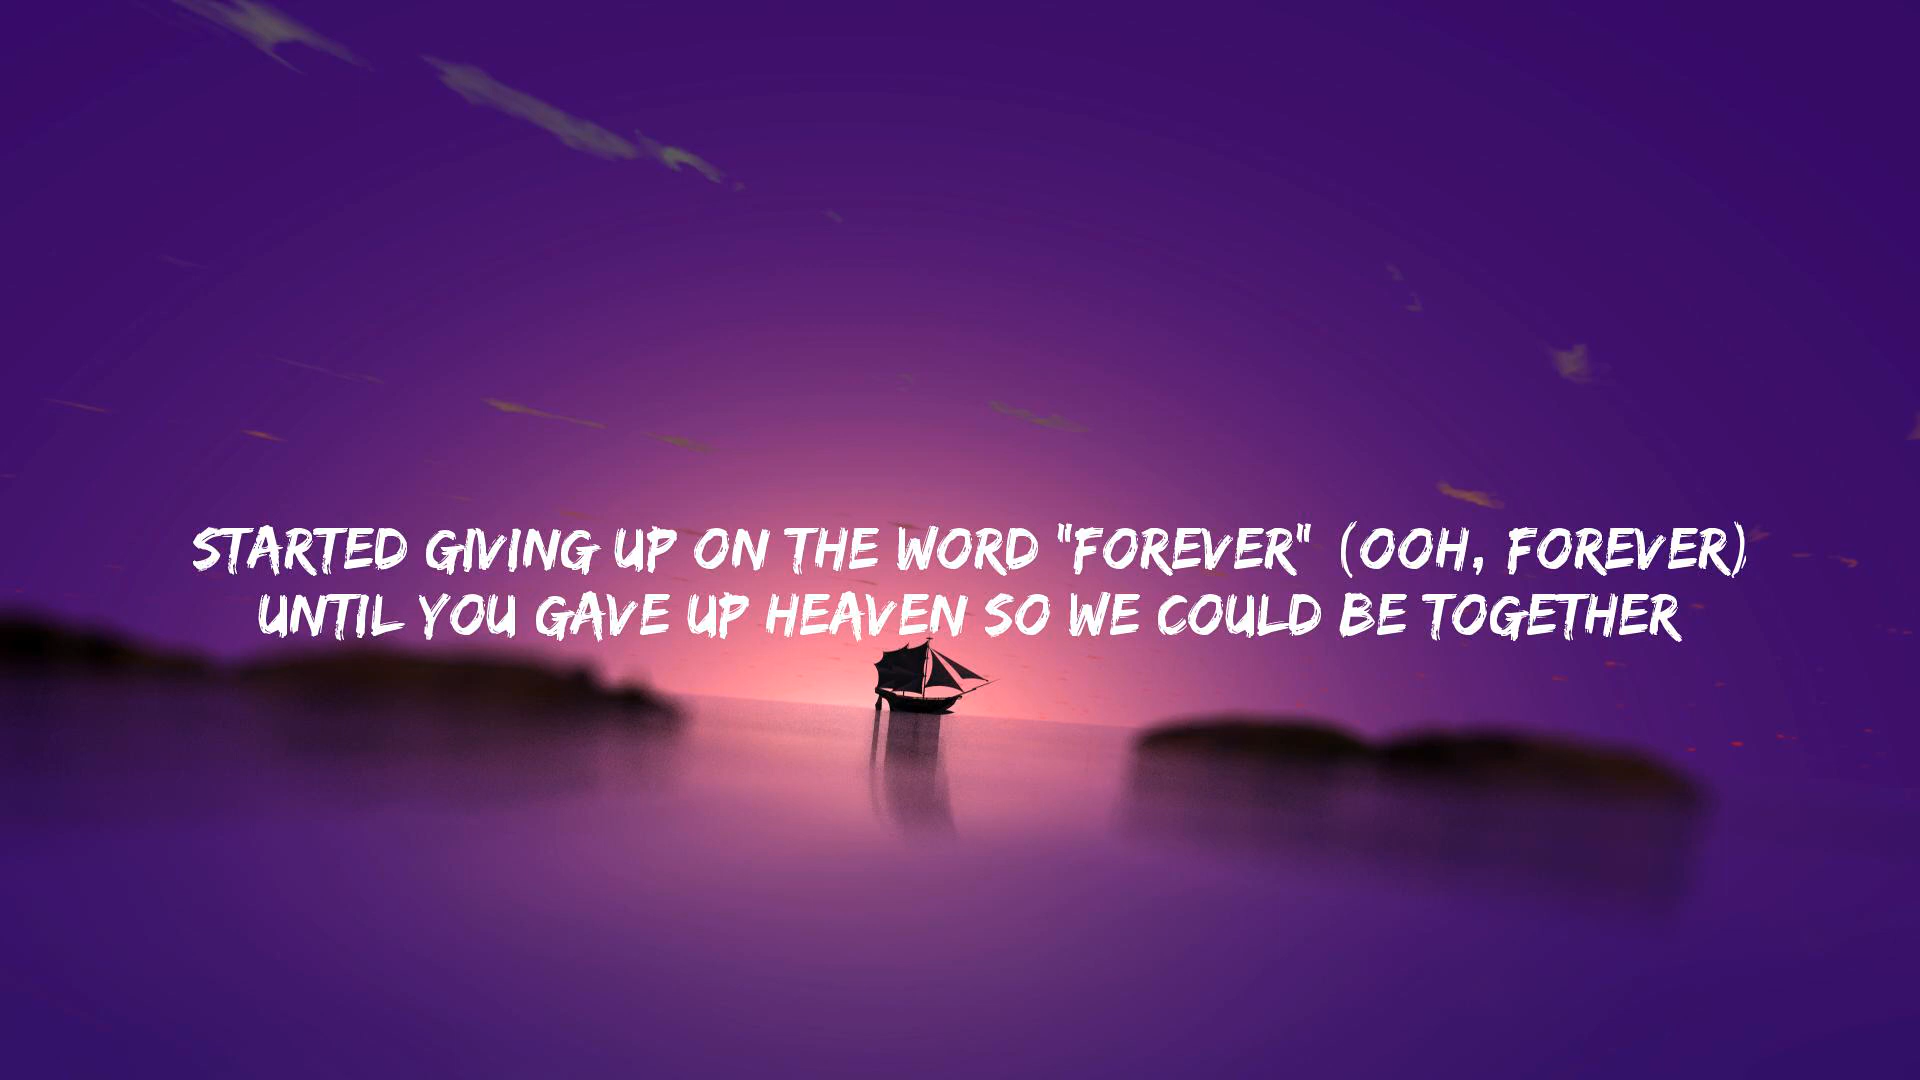 STARTED GIVING UP ON THE WORD "FOREVER" (OOH, FOREVER)
UNTIL YOU GAVE UP HEAVEN SO WE COULD BE TOGETHER